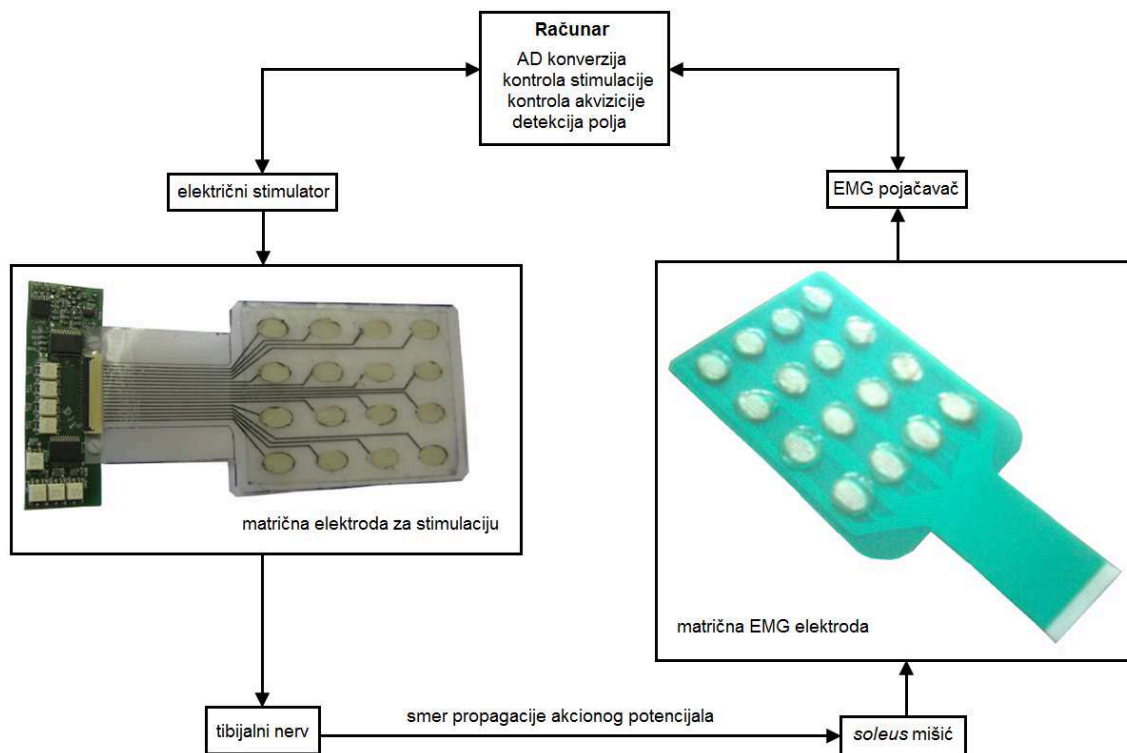 Računar
AD konverzija
kontrola stimulacije
kontrola akvizicije
detekcija polja
električni stimulator
EMG pojačavač
matrična elektroda za stimulaciju
matrična EMG elektroda
tibijalni nerv
smer propagacije akcionog potencijala
soleus mišić